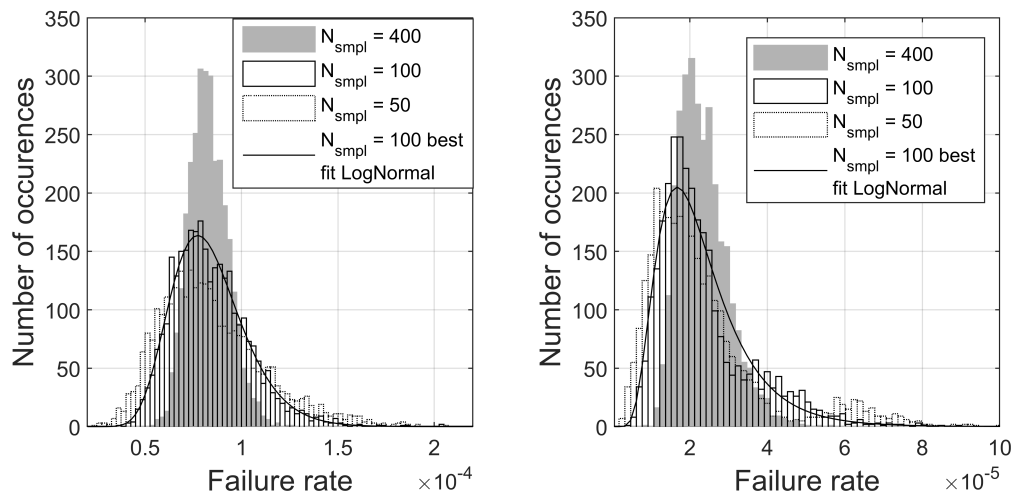 350
300
250
200
150
100
50
0
Number of occurences
N_smpl = 400
N_smpl = 100
N_smpl = 50
N_smpl = 100 best
fit LogNormal
0.5
1
1.5
2
Failure rate
×10^-4
350
300
250
200
150
100
50
0
Number of occurences
N_smpl = 400
N_smpl = 100
N_smpl = 50
N_smpl = 100 best
fit LogNormal
2
4
6
8
10
Failure rate
×10^-5